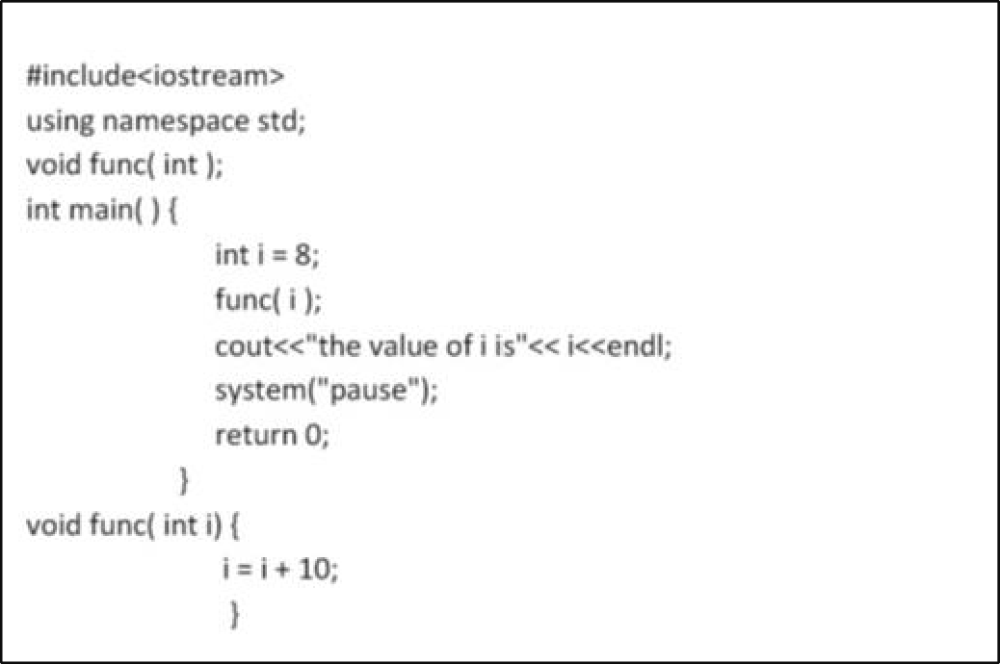 #include<iostream>
using namespace std;
void func( int );
int main( ) {
int i = 8;
func( i );
cout<<"the value of i is"<< i<<endl;
system("pause");
return 0;
}
void func( int i) {
i = i + 10;
}